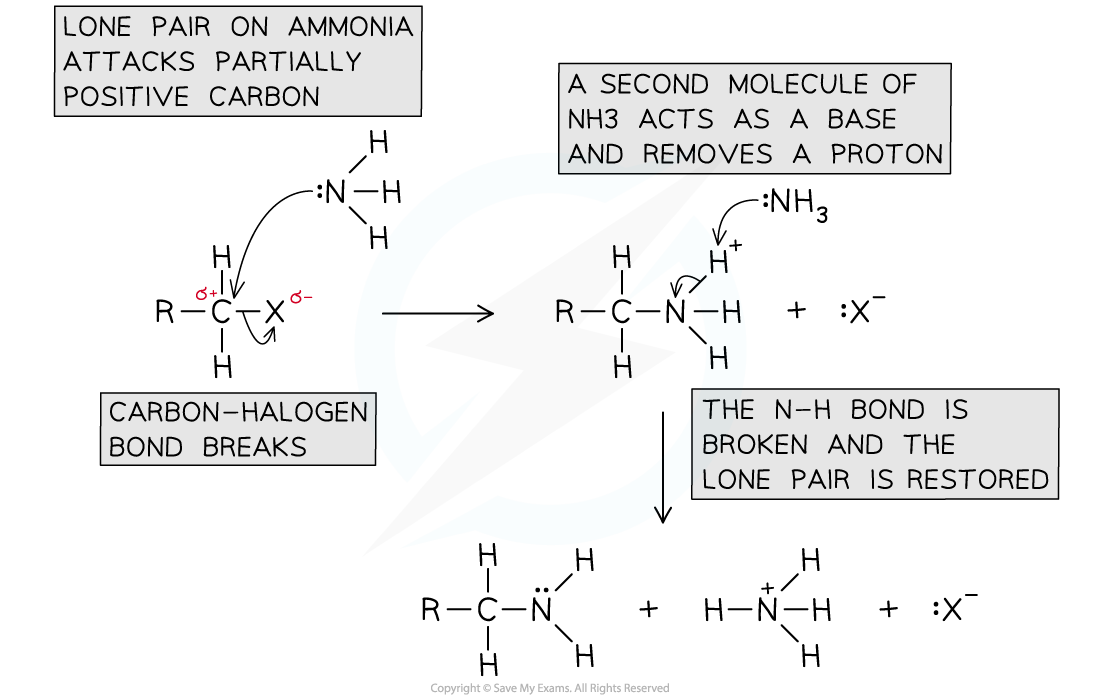 LONE PAIR ON AMMONIA
ATTACKS PARTIALLY
POSITIVE CARBON
A SECOND MOLECULE OF
NH3 ACTS AS A BASE
AND REMOVES A PROTON
H
:N—H
H
:NH₃
H
σ+ σ−
R—C—X
H
H
H+
R—C—N—H + :X⁻
H
H
CARBON-HALOGEN
BOND BREAKS
THE N-H BOND IS
BROKEN AND THE
LONE PAIR IS RESTORED
H
H
R—C—N̈
H
H
+
H
+
H—N—H
H
+
:X⁻
Copyright © Save My Exams. All Rights Reserved